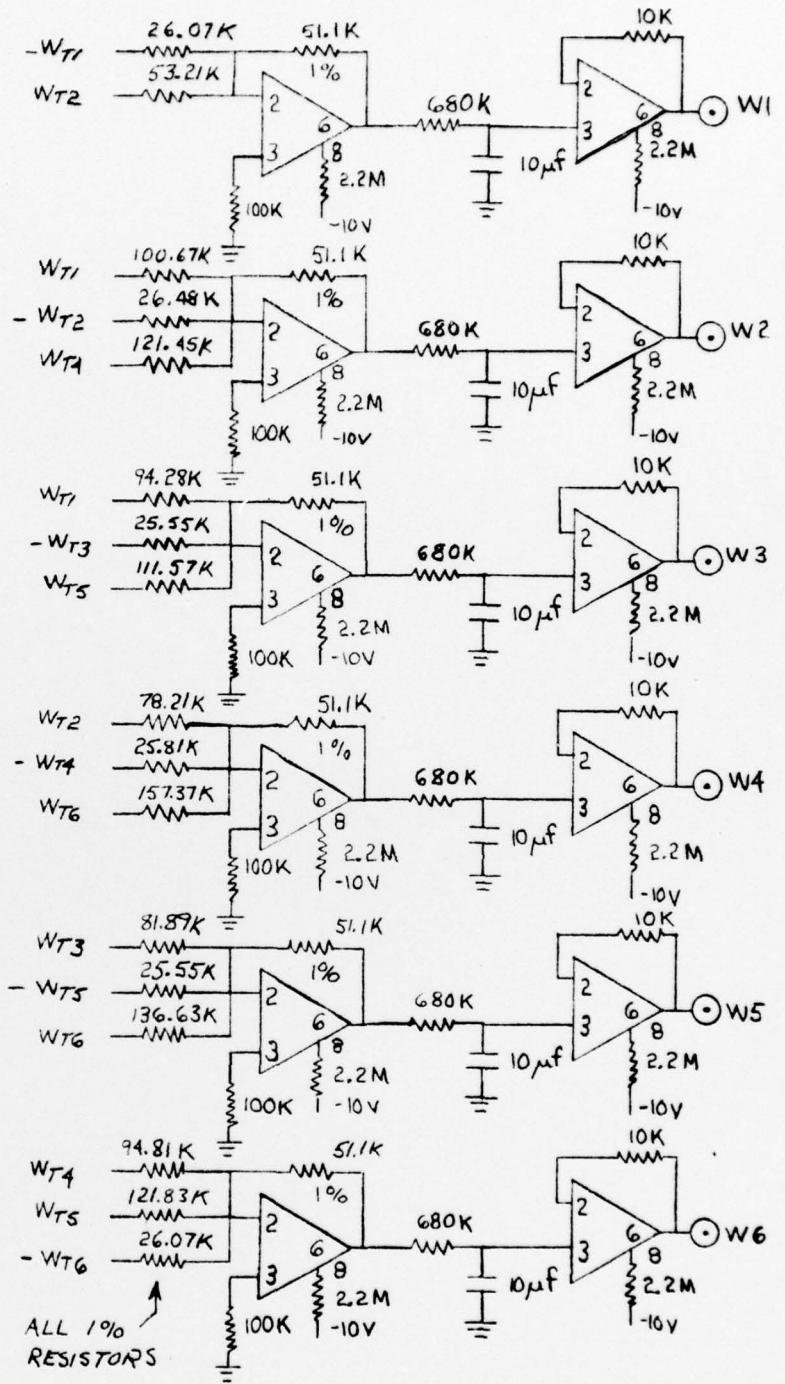 26.07K 51.1K 10K
-WT1
1%
WT2 53.21K
2 6 8 3
680K
2 6 8 3
W1
10µf
2.2M 2.2M
100K -10V -10V
WT1 100.67K 51.1K 10K
- WT2 26.48K 1%
WT4 121.45K
2 6 8 3
680K
2 6 8 3
W2
10µf
2.2M 2.2M
100K -10V -10V
WT1 94.28K 51.1K 10K
-WT3 25.55K 1%
WT5 111.57K
2 6 8 3
680K
2 6 8 3
W3
10µf
2.2M 2.2M
100K -10V -10V
WT2 78.21K 51.1K 10K
- WT4 25.81K 1%
WT6 157.37K
2 6 8 3
680K
2 6 8 3
W4
10µf
2.2M 2.2M
100K -10V -10V
WT3 81.89K 51.1K 10K
- WT5 25.55K 1%
WT6 136.63K
2 6 8 3
680K
2 6 8 3
W5
10µf
2.2M 2.2M
100K -10V -10V
WT4 94.81K 51.1K 10K
WT5 121.83K 1%
- WT6 26.07K
2 6 8 3
680K
2 6 8 3
W6
10µf
2.2M 2.2M
100K -10V -10V
ALL 1%
RESISTORS